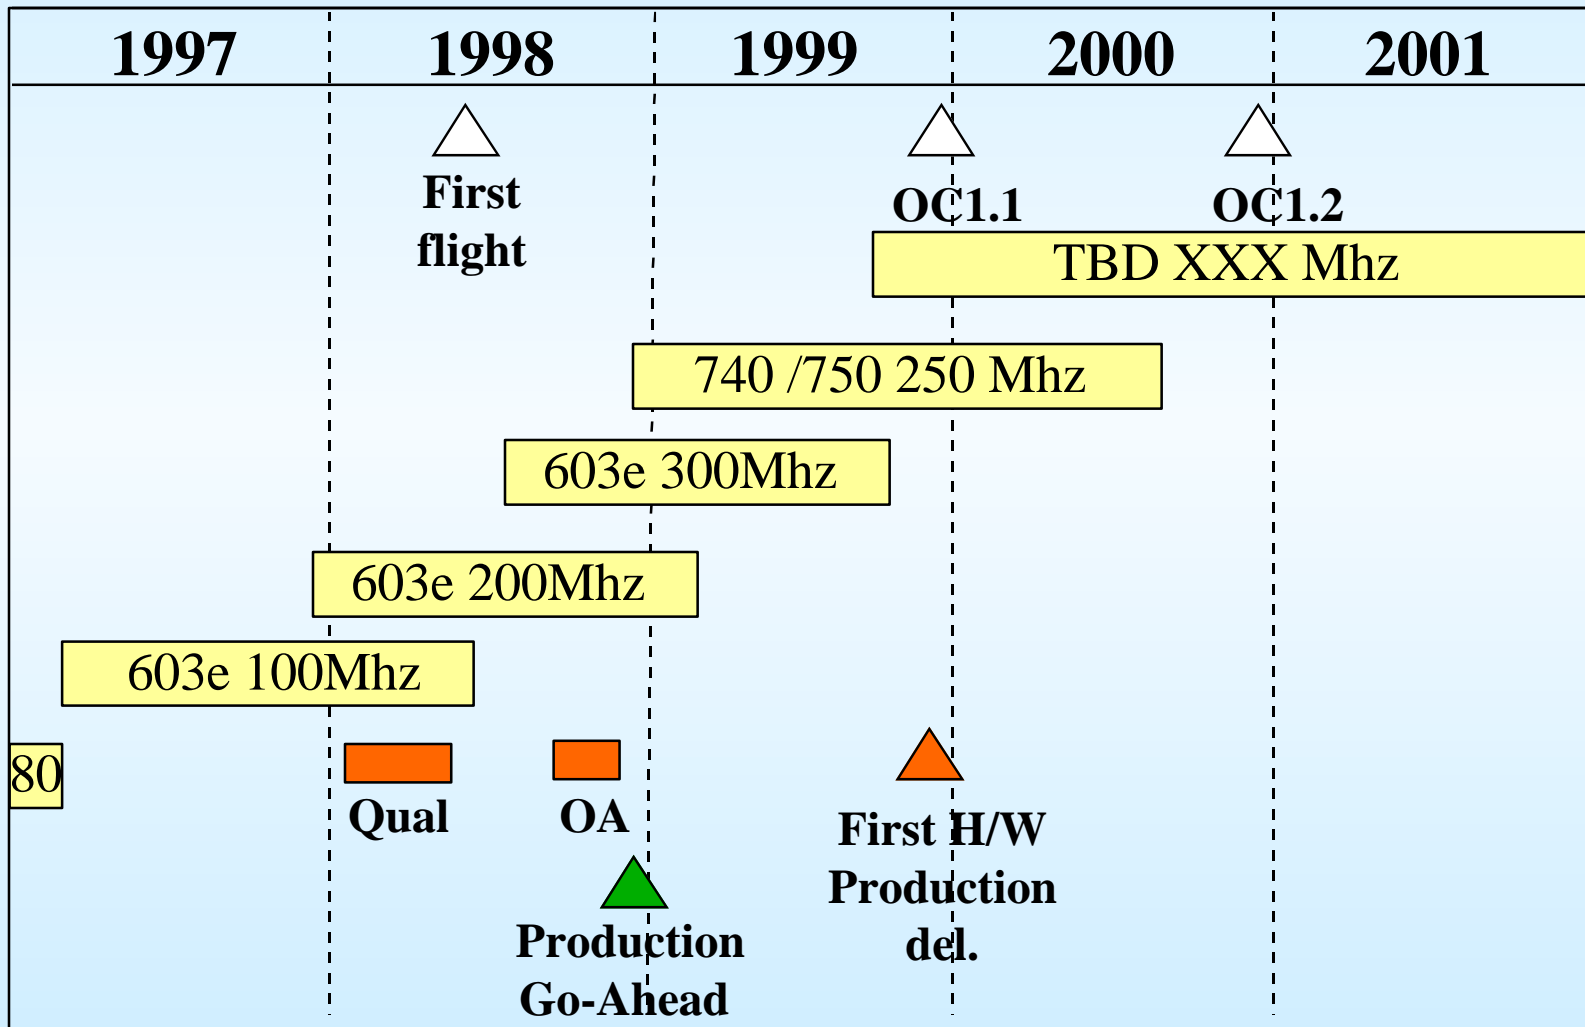 1997 1998 1999 2000 2001
First
flight
OC1.1 OC1.2
TBD XXX Mhz
740 /750 250 Mhz
603e 300Mhz
603e 200Mhz
603e 100Mhz
80
Qual OA
First H/W
Production
del.
Production
Go-Ahead